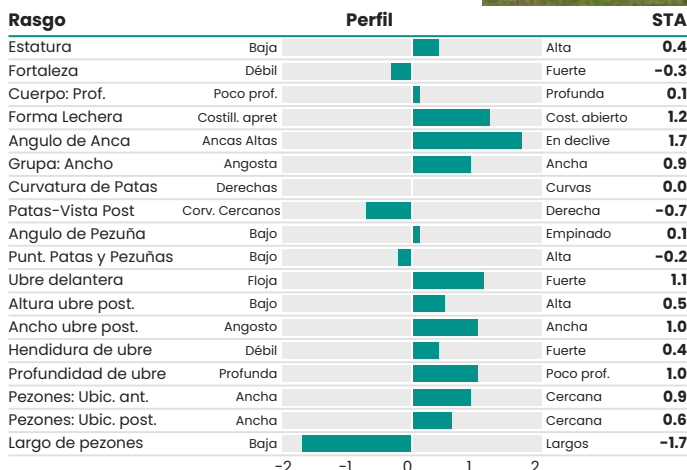 Rasgo Perfil STA
Estatura Baja Alta 0.4
Fortaleza Débil Fuerte -0.3
Cuerpo: Prof. Poco prof. Profunda 0.1
Forma Lechera Costill. apret Cost. abierto 1.2
Angulo de Anca Ancas Altas En declive 1.7
Grupa: Ancho Angosta Ancha 0.9
Curvatura de Patas Derechas Curvas 0.0
Patas-Vista Post Corv. Cercanos Derecha -0.7
Angulo de Pezuña Bajo Empinado 0.1
Punt. Patas y Pezuñas Bajo Alta -0.2
Ubre delantera Floja Fuerte 1.1
Altura ubre post. Bajo Alta 0.5
Ancho ubre post. Angosto Ancha 1.0
Hendidura de ubre Débil Fuerte 0.4
Profundidad de ubre Profunda Poco prof. 1.0
Pezones: Ubic. ant. Ancha Cercana 0.9
Pezones: Ubic. post. Ancha Cercana 0.6
Largo de pezones Baja Largos -1.7
-2 -1 0 1 2